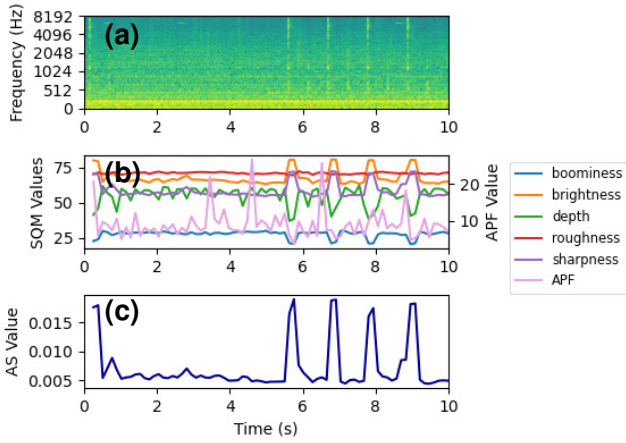 Frequency (Hz)
8192
4096
2048
1024
512
0
(a)
0 2 4 6 8 10
SQM Values
75
50
25
(b)
20
10
APF Value
0 2 4 6 8 10
boominess
brightness
depth
roughness
sharpness
APF
AS Value
0.015
0.010
0.005
(c)
0 2 4 6 8 10
Time (s)